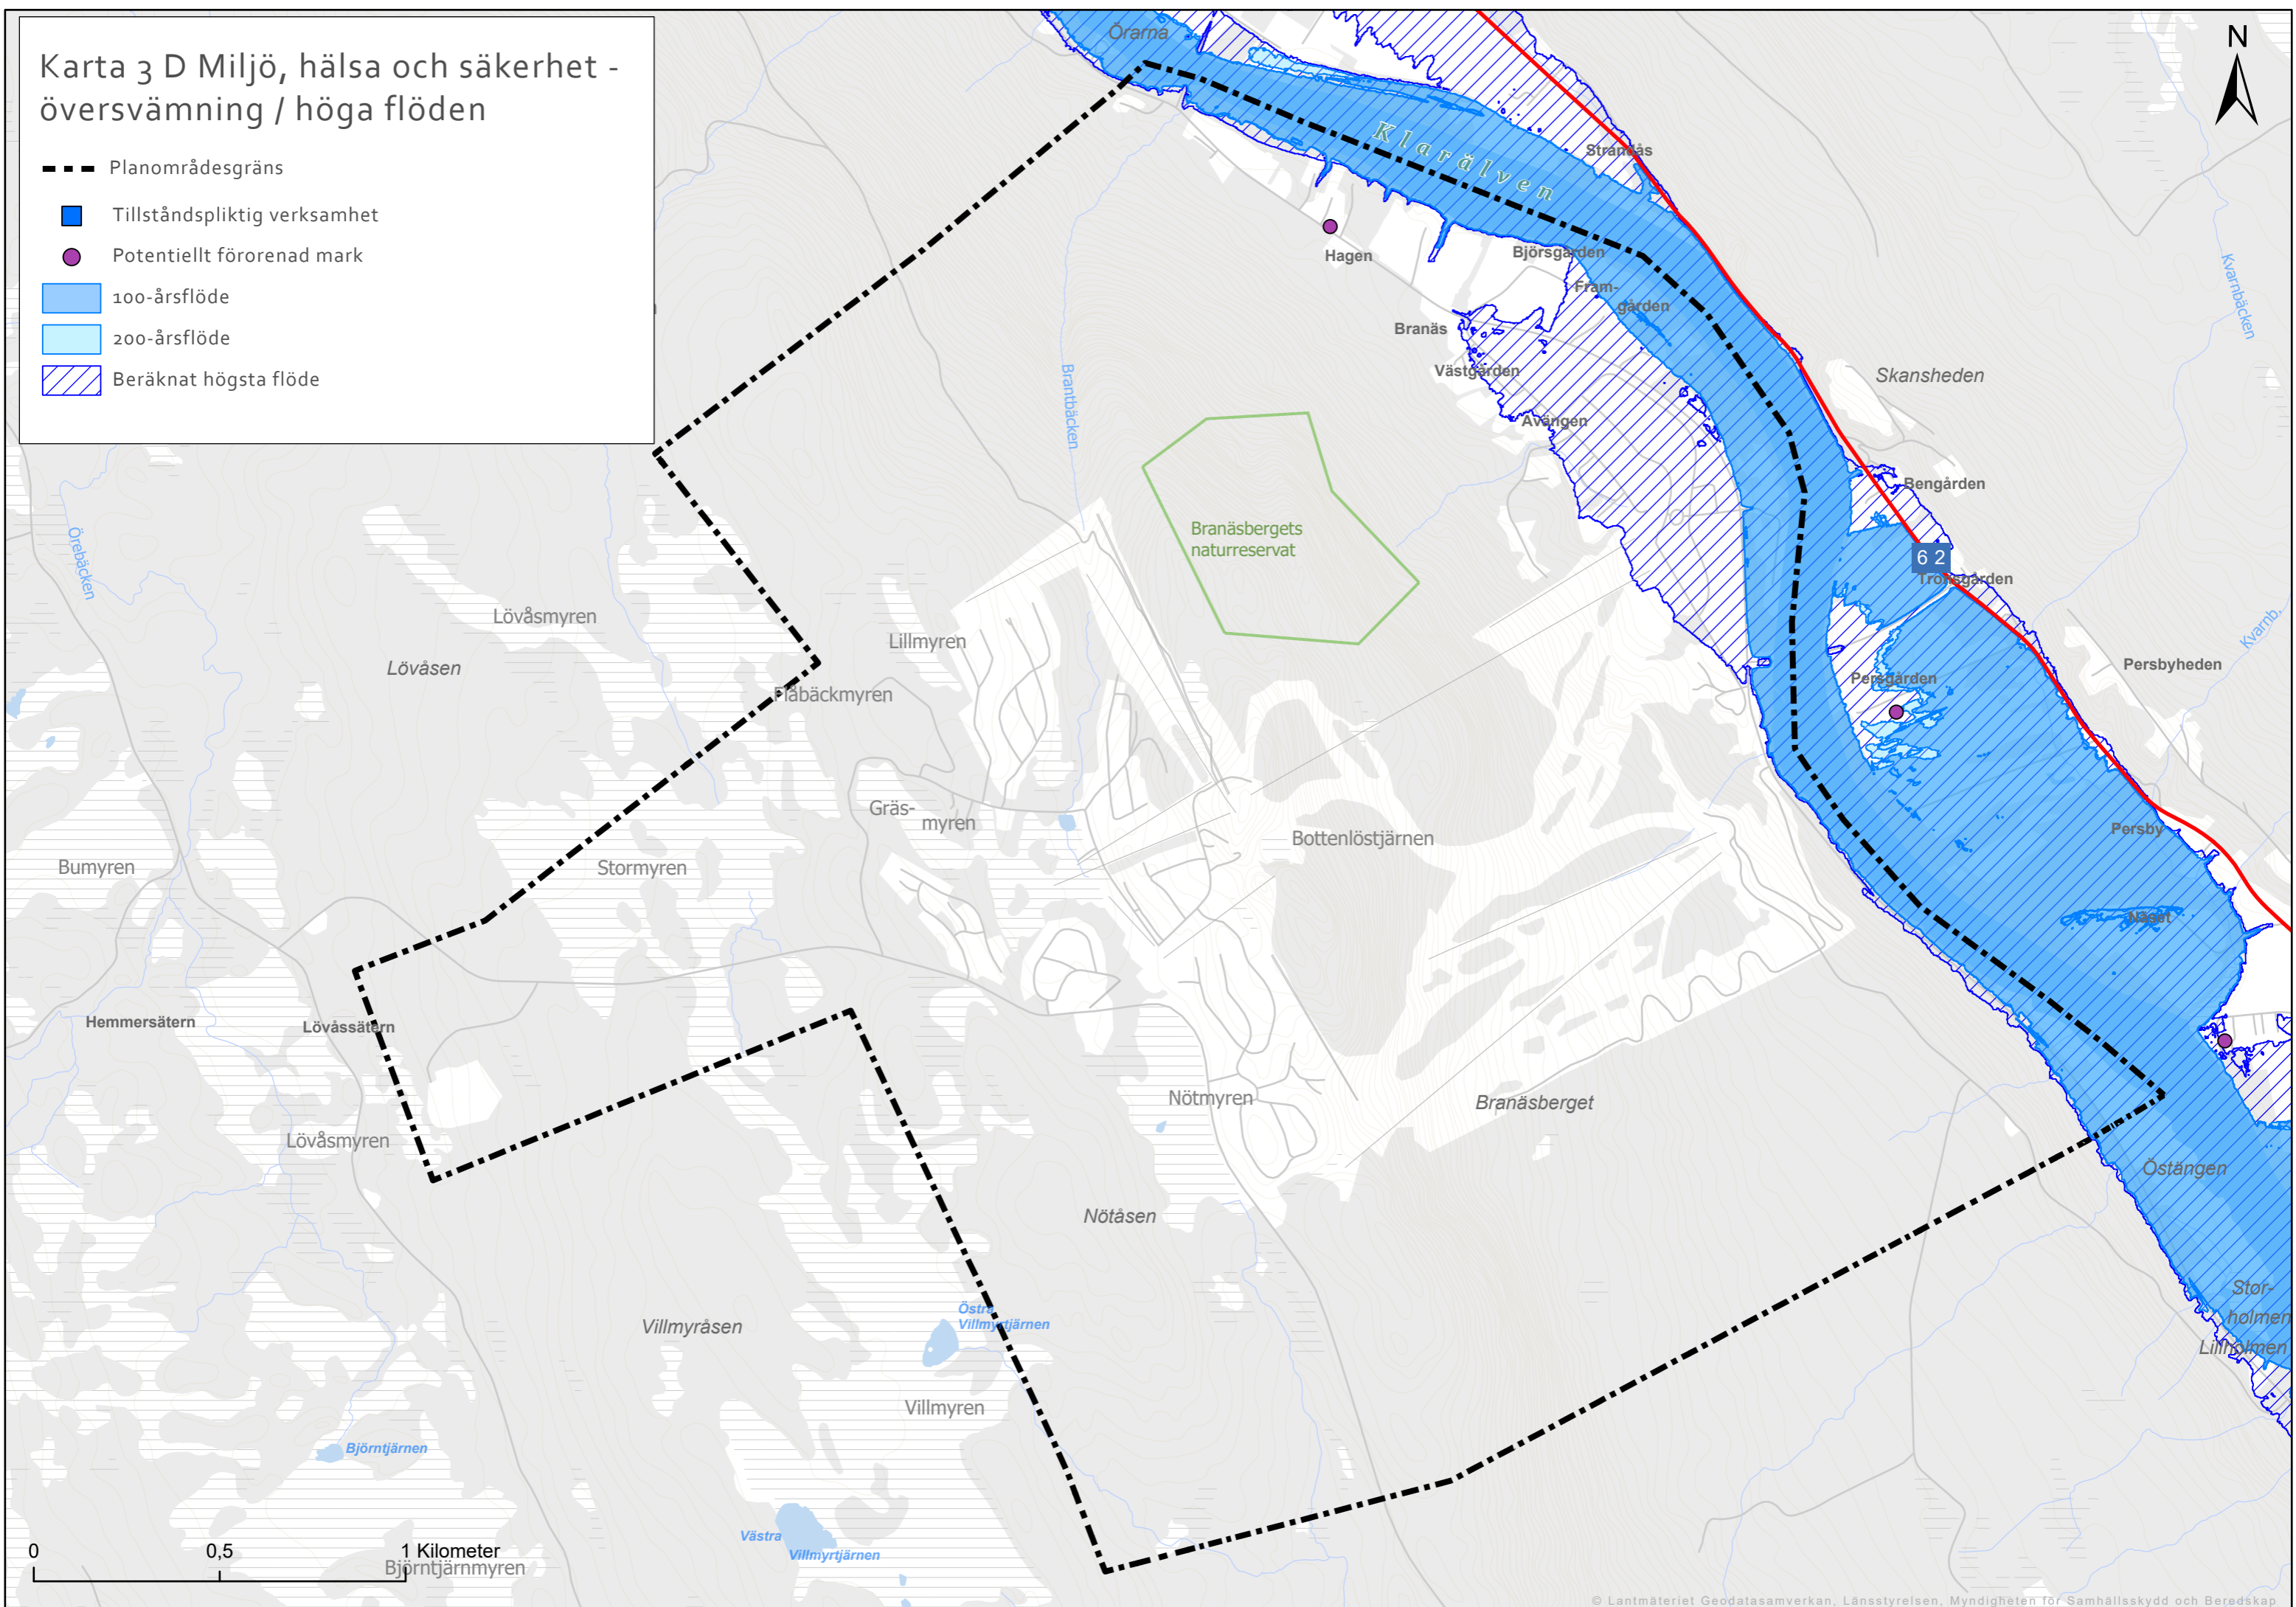 Karta 3 D Miljö, hälsa och säkerhet -
översvämning / höga flöden
Planområdesgräns
Tillståndspliktig verksamhet
Potentiellt förorenad mark
100-årsflöde
200-årsflöde
Beräknat högsta flöde
N
Örarna
Klarälven
Strandås
Hagen
Björsgården
Fram-
gården
Branäs
Västgården
Avängen
Skansheden
Kvarnbäcken
Brantbäcken
Bengården
62
Tronsgården
Kvarnb.
Persbyheden
Persgården
Branäsbergets
naturreservat
Örebäcken
Lövåsmyren
Lövåsen
Lillmyren
Flåbäckmyren
Gräs-
myren
Bottenlöstjärnen
Persby
Bumyren
Stormyren
Näset
Hemmersätern
Lövåssätern
Nötmyren
Branäsberget
Lövåsmyren
Östängen
Nötåsen
Stor-
holmen
Lillholmen
Villmyråsen
Östra
Villmyrtjärnen
Villmyren
Björntjärnen
Västra
Villmyrtjärnen
0 0,5 1 Kilometer
Björntjärnmyren
© Lantmäteriet Geodatasamverkan, Länsstyrelsen, Myndigheten för Samhällsskydd och Beredskap